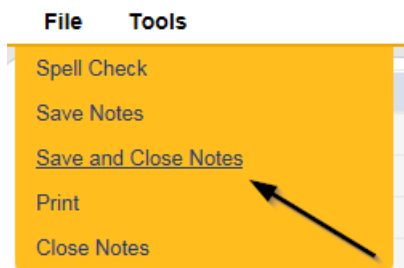 File Tools
Spell Check
Save Notes
Save and Close Notes
Print
Close Notes